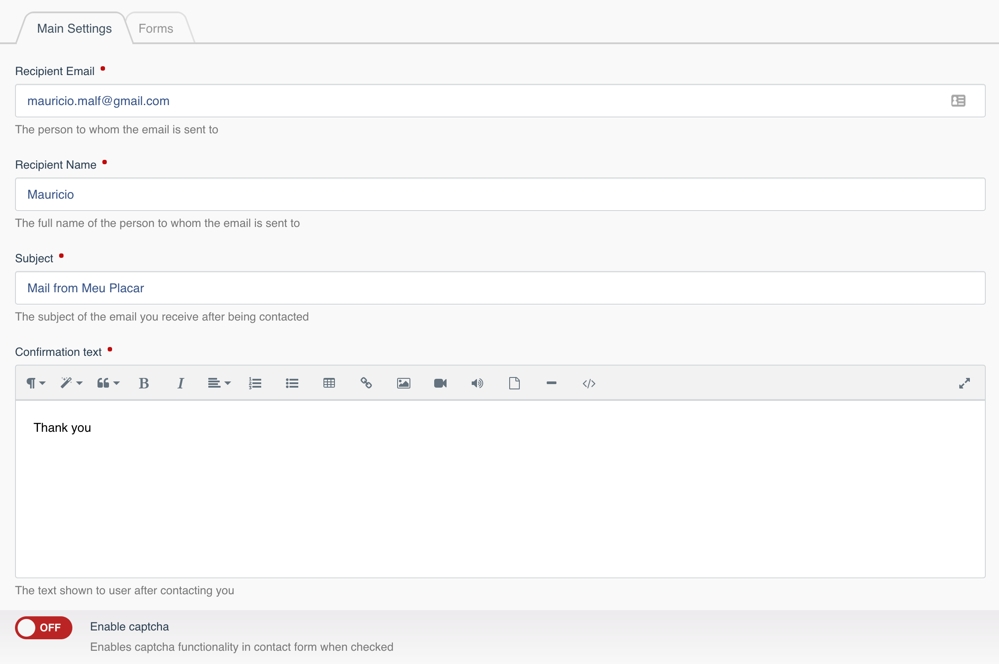 Main Settings
Forms
Recipient Email
mauricio.malf@gmail.com
The person to whom the email is sent to
Recipient Name
Mauricio
The full name of the person to whom the email is sent to
Subject
Mail from Meu Placar
The subject of the email you receive after being contacted
Confirmation text
Thank you
The text shown to user after contacting you
OFF
Enable captcha
Enables captcha functionality in contact form when checked